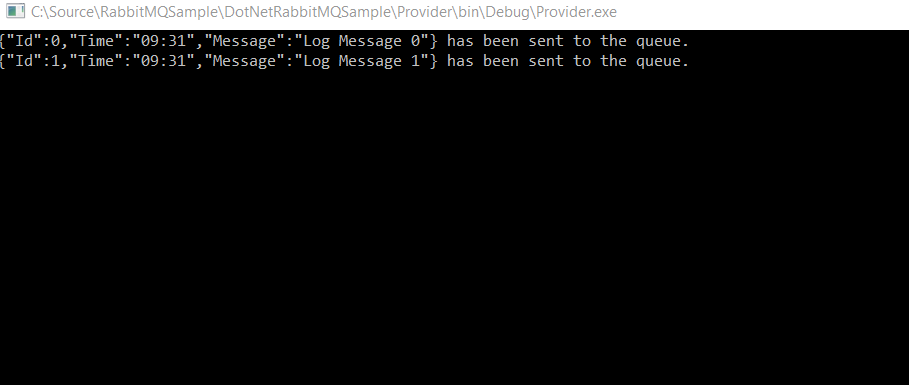 C:\Source\RabbitMQSample\DotNetRabbitMQSample\Provider\bin\Debug\Provider.exe
{"Id":0,"Time":"09:31","Message":"Log Message 0"} has been sent to the queue.
{"Id":1,"Time":"09:31","Message":"Log Message 1"} has been sent to the queue.